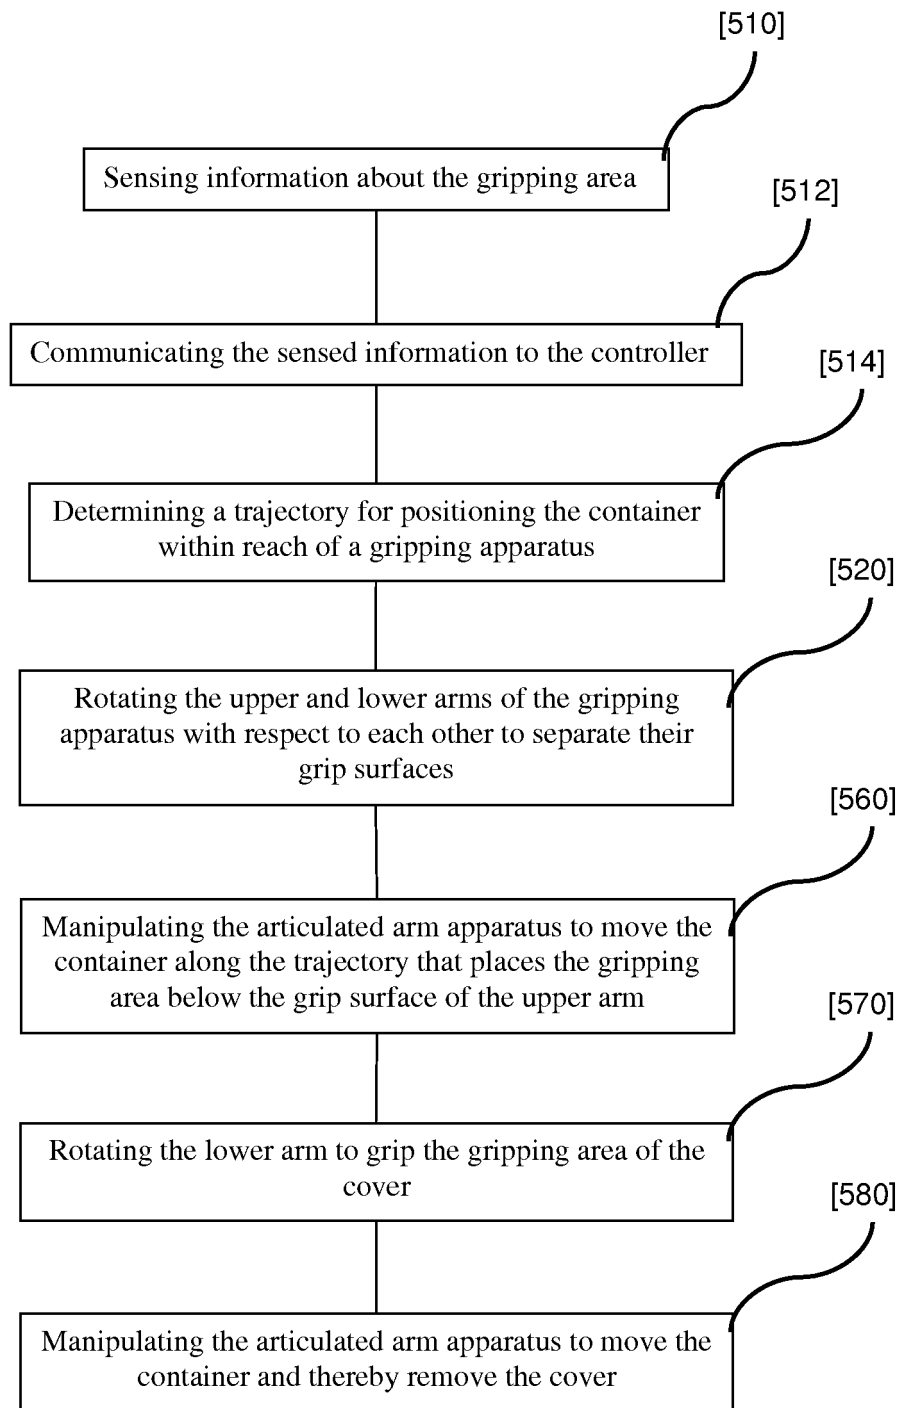 [510]
Sensing information about the gripping area
[512]
Communicating the sensed information to the controller
[514]
Determining a trajectory for positioning the container
within reach of a gripping apparatus
[520]
Rotating the upper and lower arms of the gripping
apparatus with respect to each other to separate their
grip surfaces
[560]
Manipulating the articulated arm apparatus to move the
container along the trajectory that places the gripping
area below the grip surface of the upper arm
[570]
Rotating the lower arm to grip the gripping area of the
cover
[580]
Manipulating the articulated arm apparatus to move the
container and thereby remove the cover